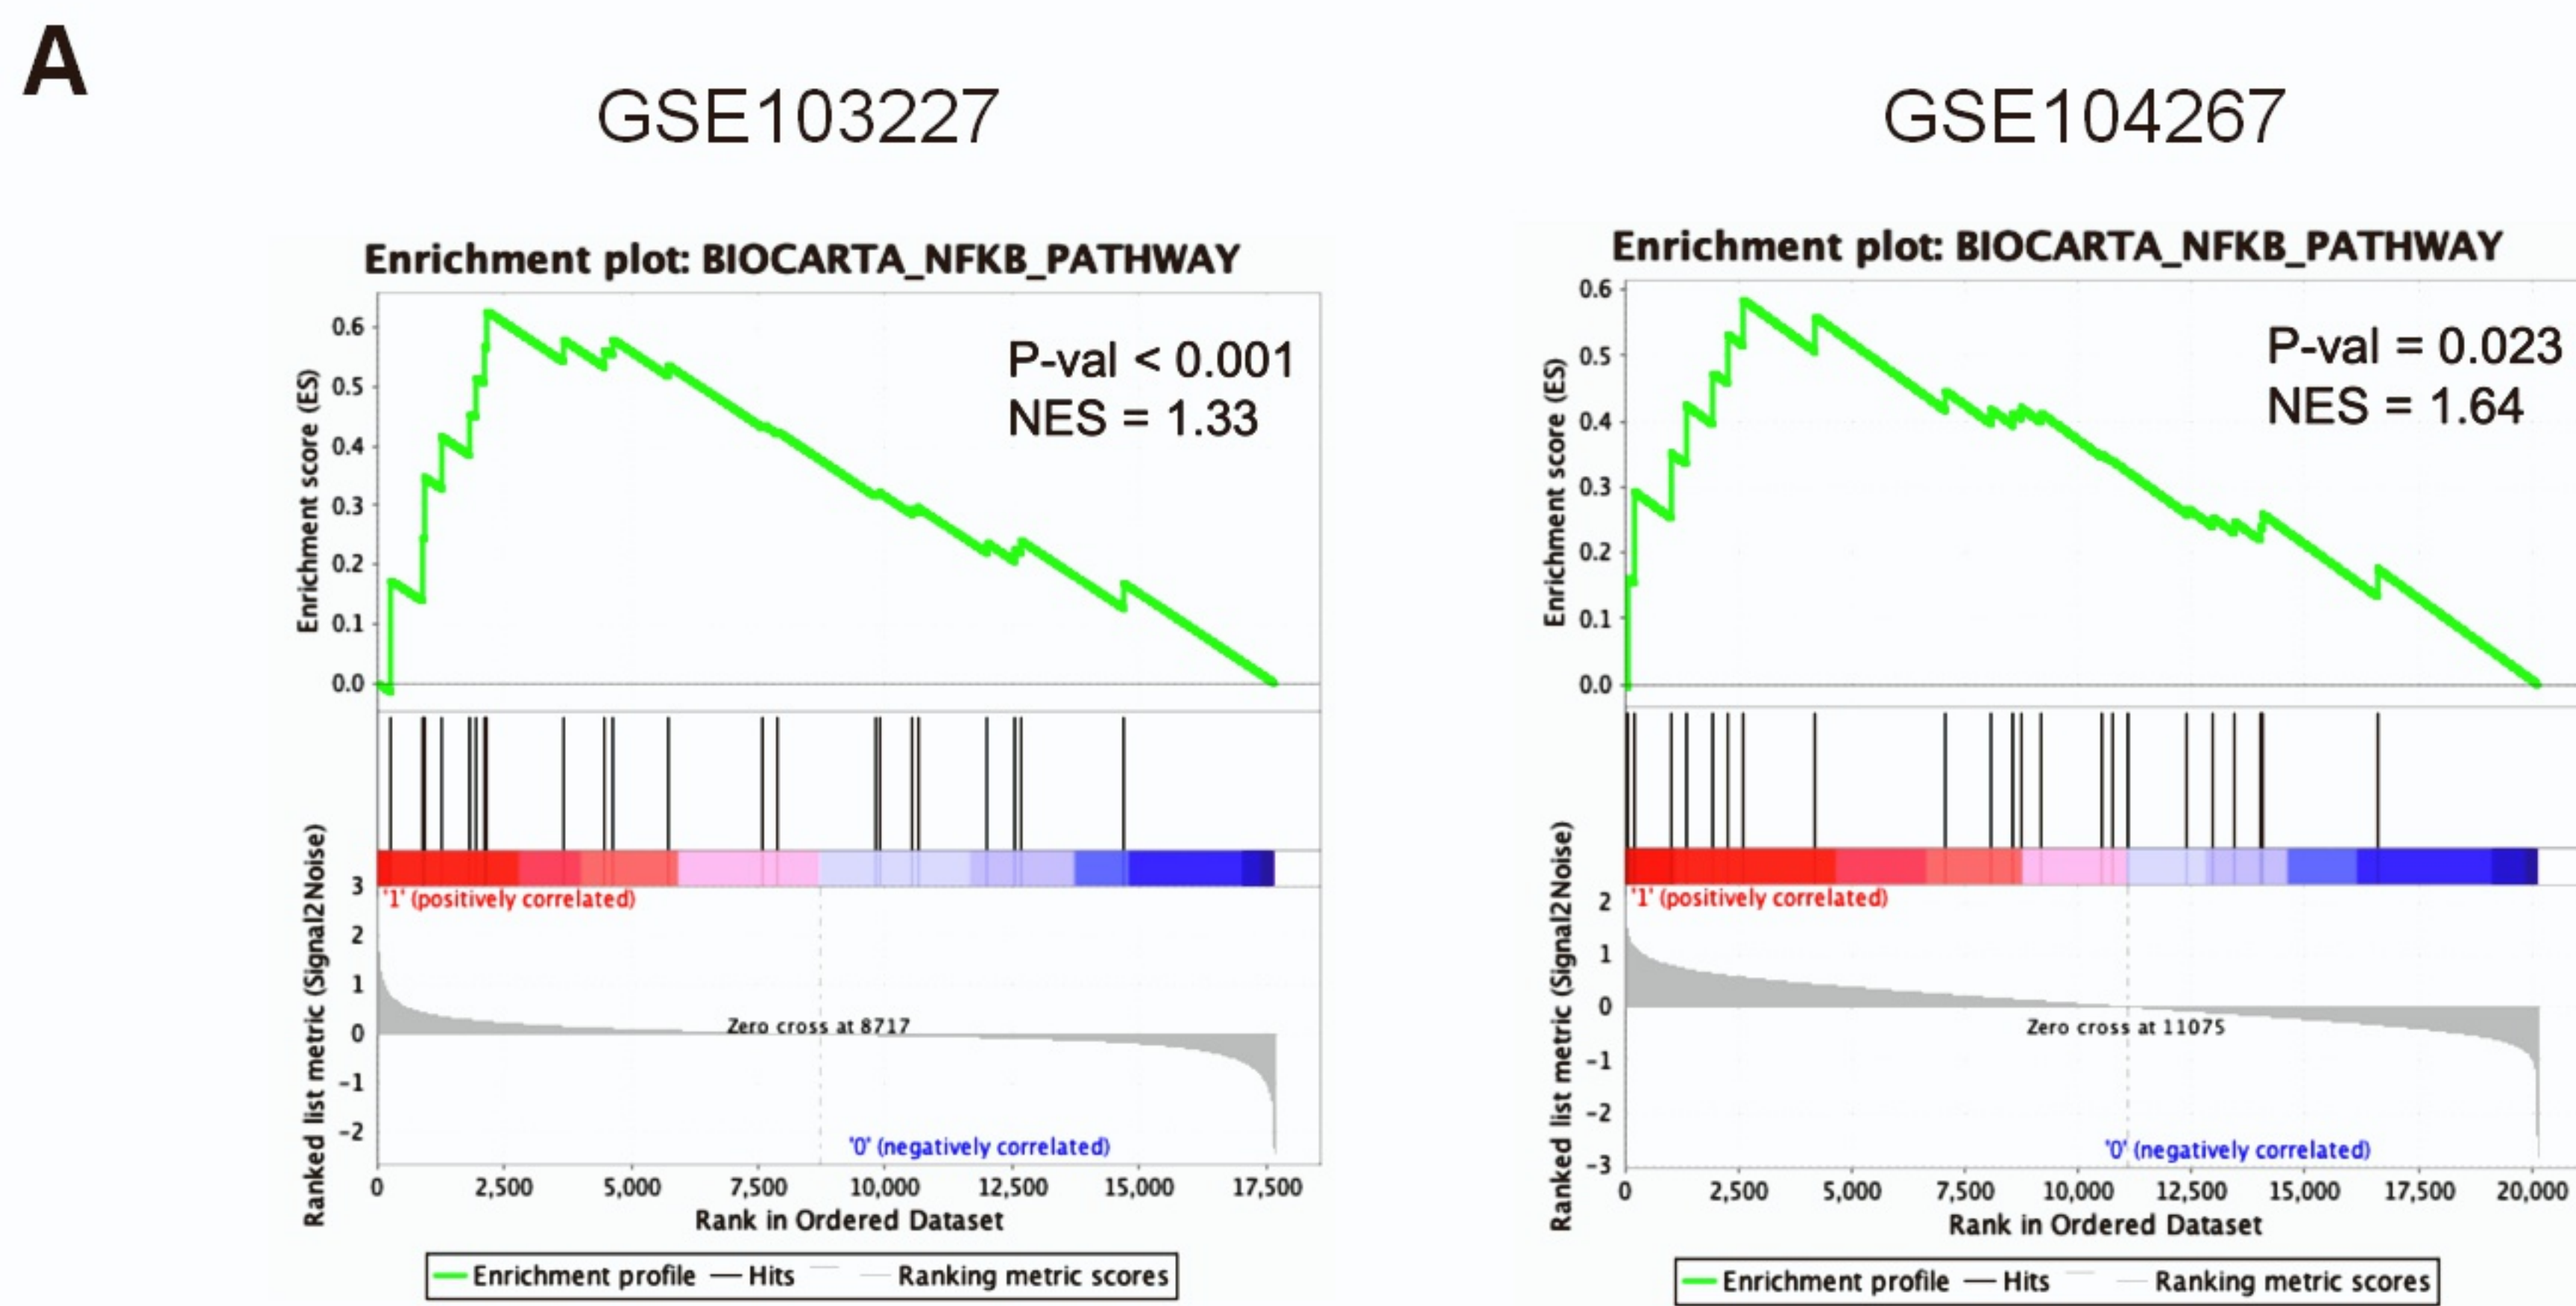 A
GSE103227
Enrichment plot: BIOCARTA_NFKB_PATHWAY
P-val < 0.001
NES = 1.33
Enrichment score (ES)
0.6
0.5
0.4
0.3
0.2
0.1
0.0
'1' (positively correlated)
Zero cross at 8717
'0' (negatively correlated)
Ranked list metric (Signal2Noise)
3
2
1
0
-1
-2
0 2,500 5,000 7,500 10,000 12,500 15,000 17,500
Rank in Ordered Dataset
Enrichment profile Hits Ranking metric scores
GSE104267
Enrichment plot: BIOCARTA_NFKB_PATHWAY
P-val = 0.023
NES = 1.64
Enrichment score (ES)
0.6
0.5
0.4
0.3
0.2
0.1
0.0
'1' (positively correlated)
Zero cross at 11075
'0' (negatively correlated)
Ranked list metric (Signal2Noise)
2
1
0
-1
-2
-3
0 2,500 5,000 7,500 10,000 12,500 15,000 17,500 20,000
Rank in Ordered Dataset
Enrichment profile Hits Ranking metric scores